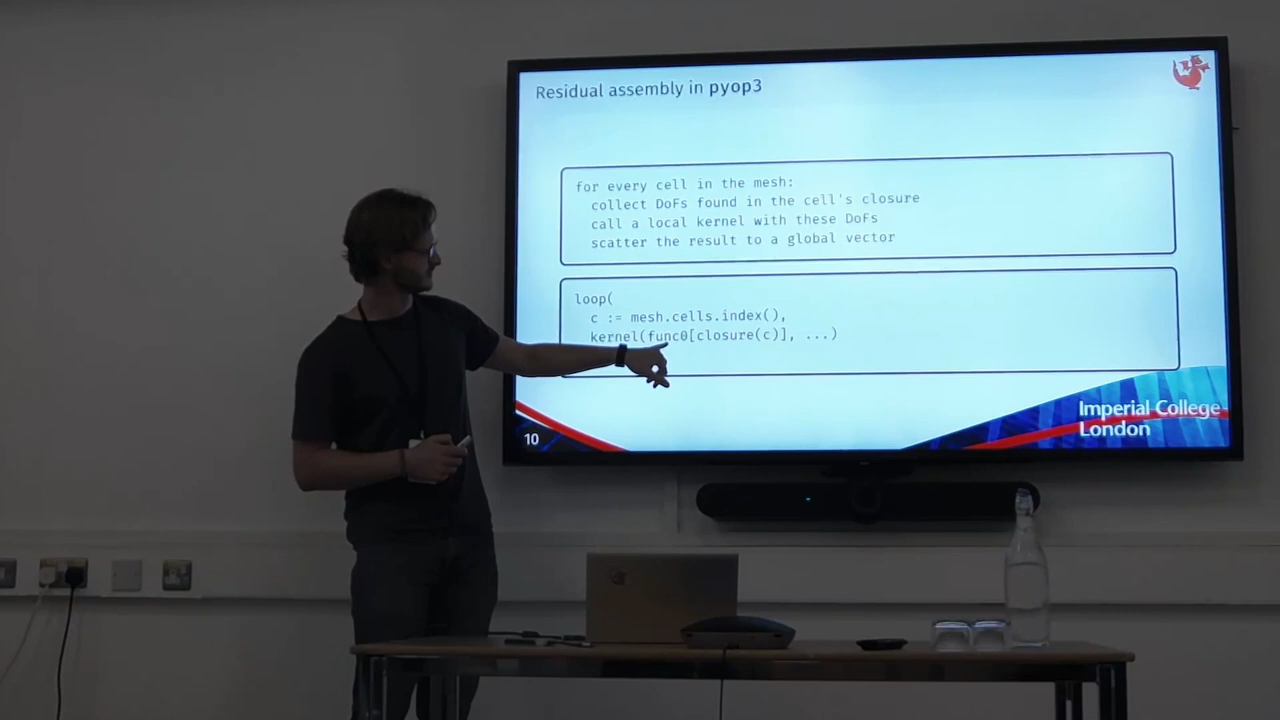 Residual assembly in pyop3
for every cell in the mesh:
collect DoFs found in the cell's closure
call a local kernel with these DoFs
scatter the result to a global vector
loop(
c := mesh.cells.index(),
kernel(func0[closure(c)], ...)
10
Imperial College
London